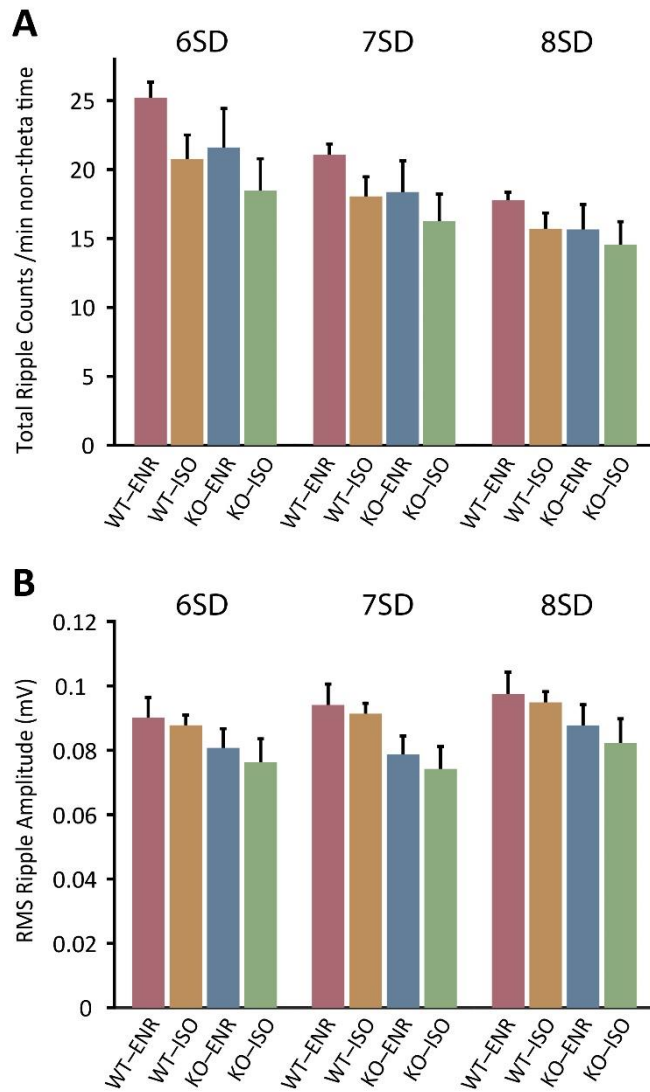 A
6SD 7SD 8SD
Total Ripple Counts /min non-theta time
25
20
15
10
5
0
WT–ENR WT–ISO KO–ENR KO–ISO WT–ENR WT–ISO KO–ENR KO–ISO WT–ENR WT–ISO KO–ENR KO–ISO
B
6SD 7SD 8SD
RMS Ripple Amplitude (mV)
0.12
0.1
0.08
0.06
0.04
0.02
0
WT–ENR WT–ISO KO–ENR KO–ISO WT–ENR WT–ISO KO–ENR KO–ISO WT–ENR WT–ISO KO–ENR KO–ISO